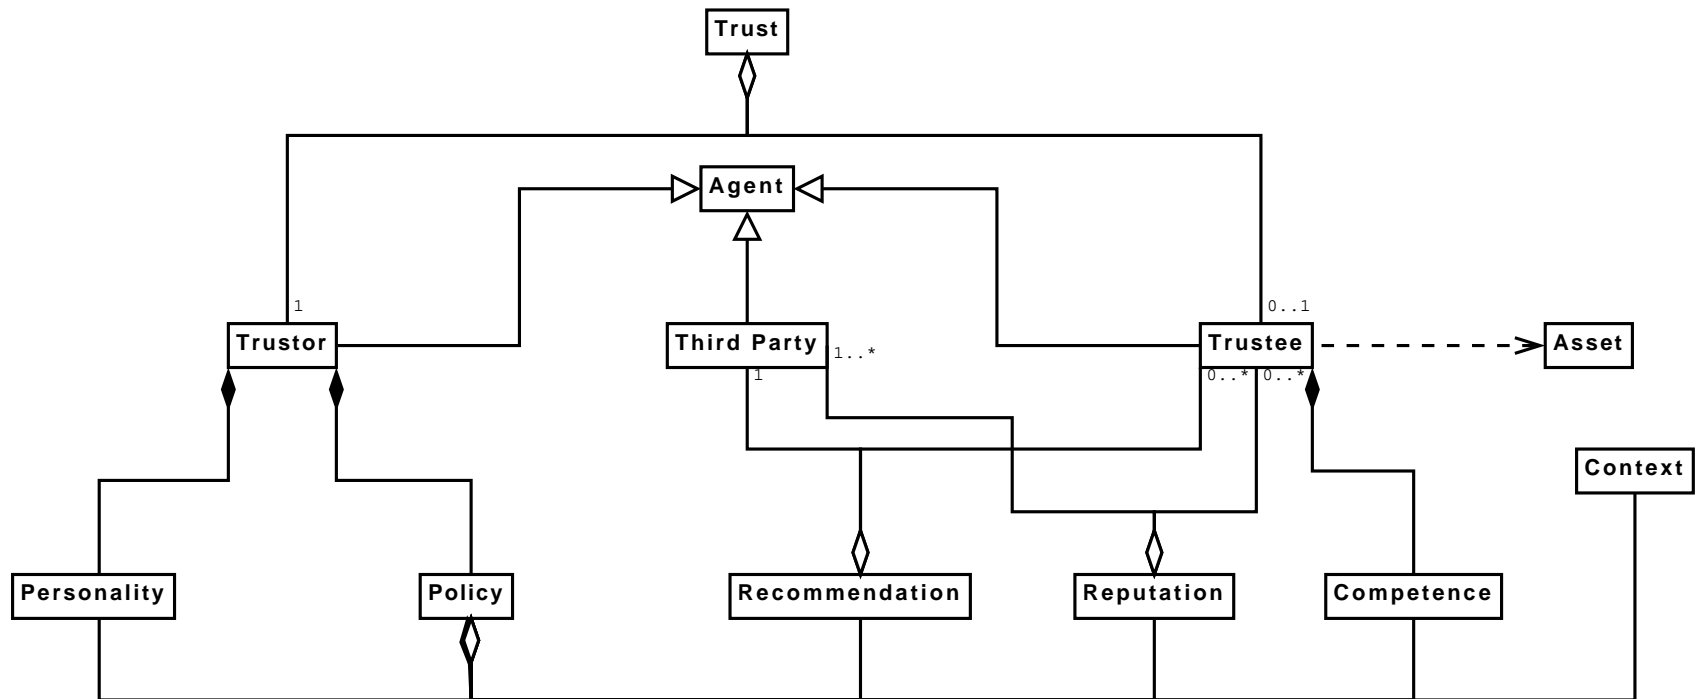 Trust
Agent
1
0..1
Trustor
Third Party
1..*
Trustee
Asset
1
0..*
0..*
Context
Personality
Policy
Recommendation
Reputation
Competence